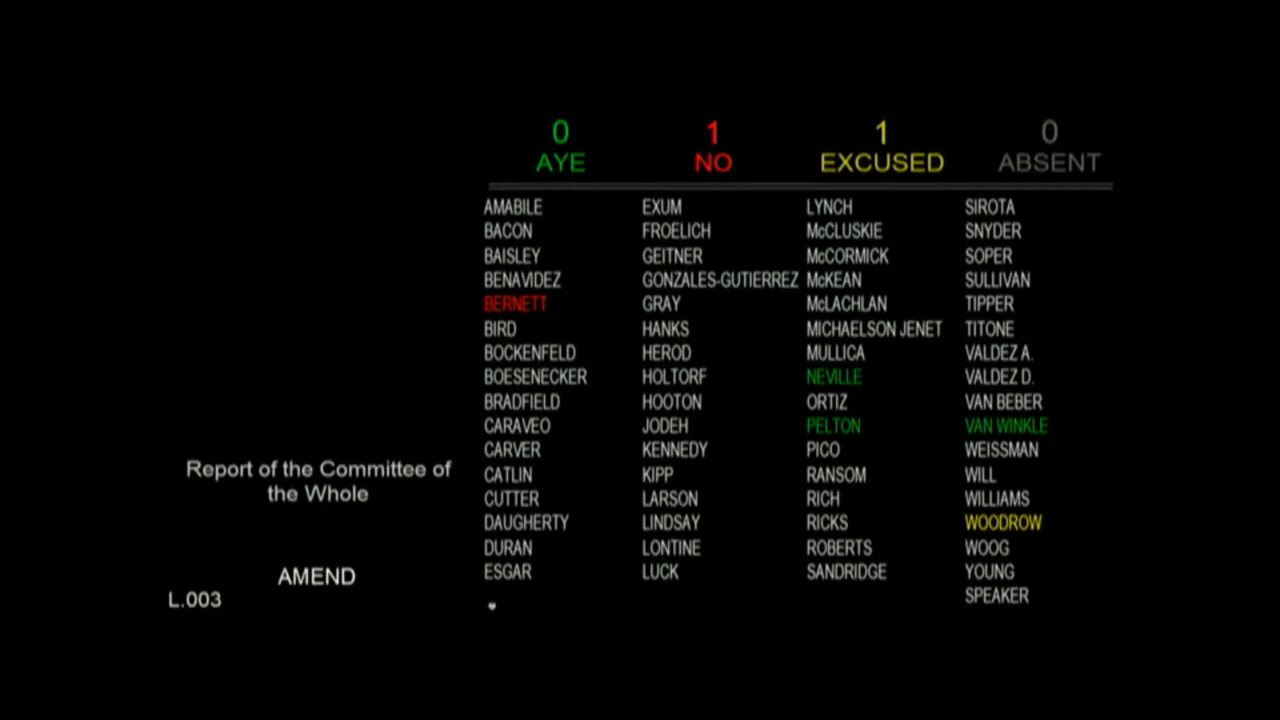 0 1 1 0
AYE NO EXCUSED ABSENT
AMABILE EXUM LYNCH SIROTA
BACON FROELICH McCLUSKIE SNYDER
BAISLEY GEITNER McCORMICK SOPER
BENAVIDEZ GONZALES-GUTIERREZ McKEAN SULLIVAN
BERNETT GRAY McLACHLAN TIPPER
BIRD HANKS MICHAELSON JENET TITONE
BOCKENFELD HEROD MULLICA VALDEZ A.
BOESENECKER HOLTORF NEVILLE VALDEZ D.
BRADFIELD HOOTON ORTIZ VAN BEBER
CARAVEO JODEH PELTON VAN WINKLE
CARVER KENNEDY PICO WEISSMAN
CATLIN KIPP RANSOM WILL
CUTTER LARSON RICH WILLIAMS
DAUGHERTY LINDSAY RICKS WOODROW
DURAN LONTINE ROBERTS WOOG
ESGAR LUCK SANDRIDGE YOUNG
SPEAKER
Report of the Committee of
the Whole
AMEND
L.003